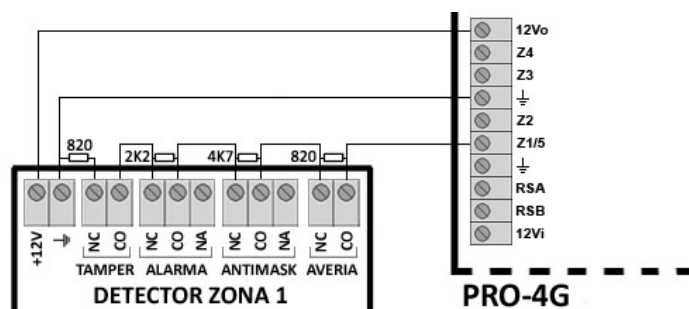 12Vo
Z4
Z3
Z2
Z1/5
RSA
RSB
12Vi
820 2K2 4K7 820
+12V NC CO NC CO NA NC CO NA NC CO
TAMPER ALARMA ANTIMASK AVERIA
DETECTOR ZONA 1
PRO-4G